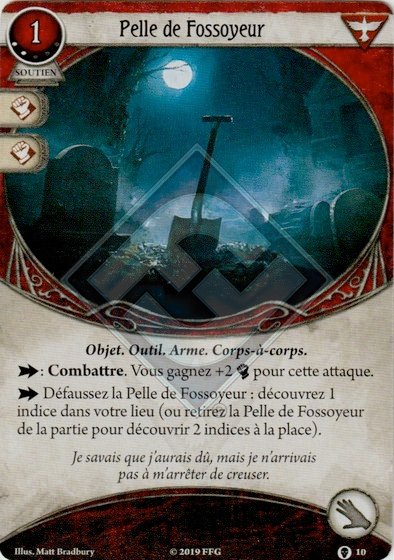 1
Pelle de Fossoyeur
SOUTIEN
Objet. Outil. Arme. Corps-à-corps.
: Combattre. Vous gagnez +2 pour cette attaque.
Défaussez la Pelle de Fossoyeur : découvrez 1
indice dans votre lieu (ou retirez la Pelle de Fossoyeur
de la partie pour découvrir 2 indices à la place).
Je savais que j'aurais dû, mais je n'arrivais
pas à m'arrêter de creuser.
Illus. Matt Bradbury
© 2019 FFG
10